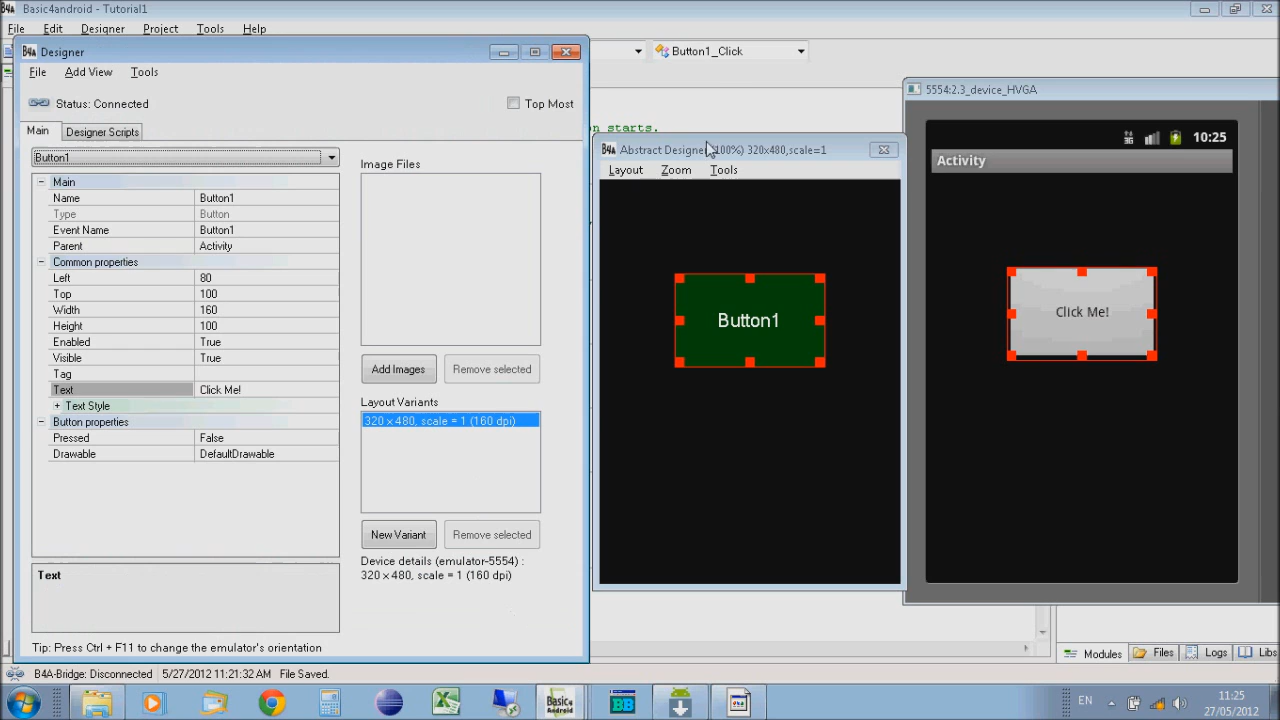 B4A Basic4android - Tutorial1
File Edit Designer Project Tools Help
B4A Designer
Button1_Click
File Add View Tools
5554:2.3_device_HVGA
Status: Connected
Top Most
on starts.
Main Designer Scripts
10:25
Activity
Button1
Image Files
B4A Abstract Designer (100%) 320x480,scale=1
Layout Zoom Tools
Main
Name Button1
Type Button
Event Name Button1
Parent Activity
Common properties
Left 80
Top 100
Width 160
Height 100
Enabled True
Visible True
Tag
Text Click Me!
Text Style
Button properties
Pressed False
Drawable DefaultDrawable
Button1
Click Me!
Add Images Remove selected
Layout Variants
320 x 480, scale = 1 (160 dpi)
New Variant Remove selected
Device details (emulator-5554) :
320 x 480, scale = 1 (160 dpi)
Text
Tip: Press Ctrl + F11 to change the emulator's orientation
Modules Files Logs Libs
B4A-Bridge: Disconnected 5/27/2012 11:21:32 AM File Saved.
Basic4
Android
BB
EN
11:25
27/05/2012